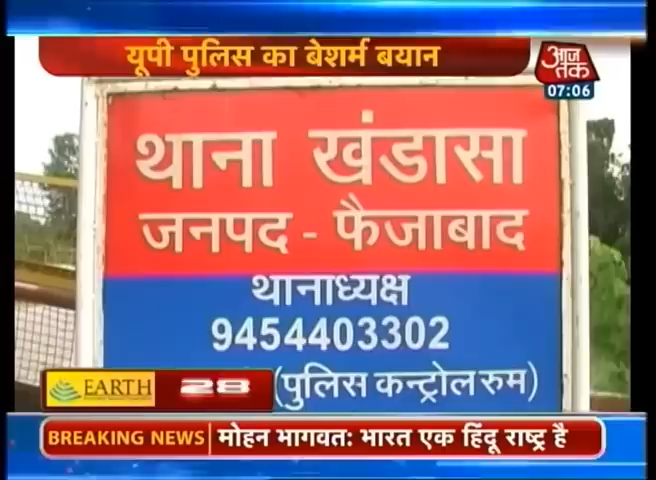 यूपी पुलिस का बेशर्म बयान
आज तक
07:06
थाना खंडासा
जनपद - फैजाबाद
थानाध्यक्ष
9454403302
(पुलिस कन्ट्रोल रुम)
EARTH
28
BREAKING NEWS
मोहन भागवत: भारत एक हिंदू राष्ट्र है